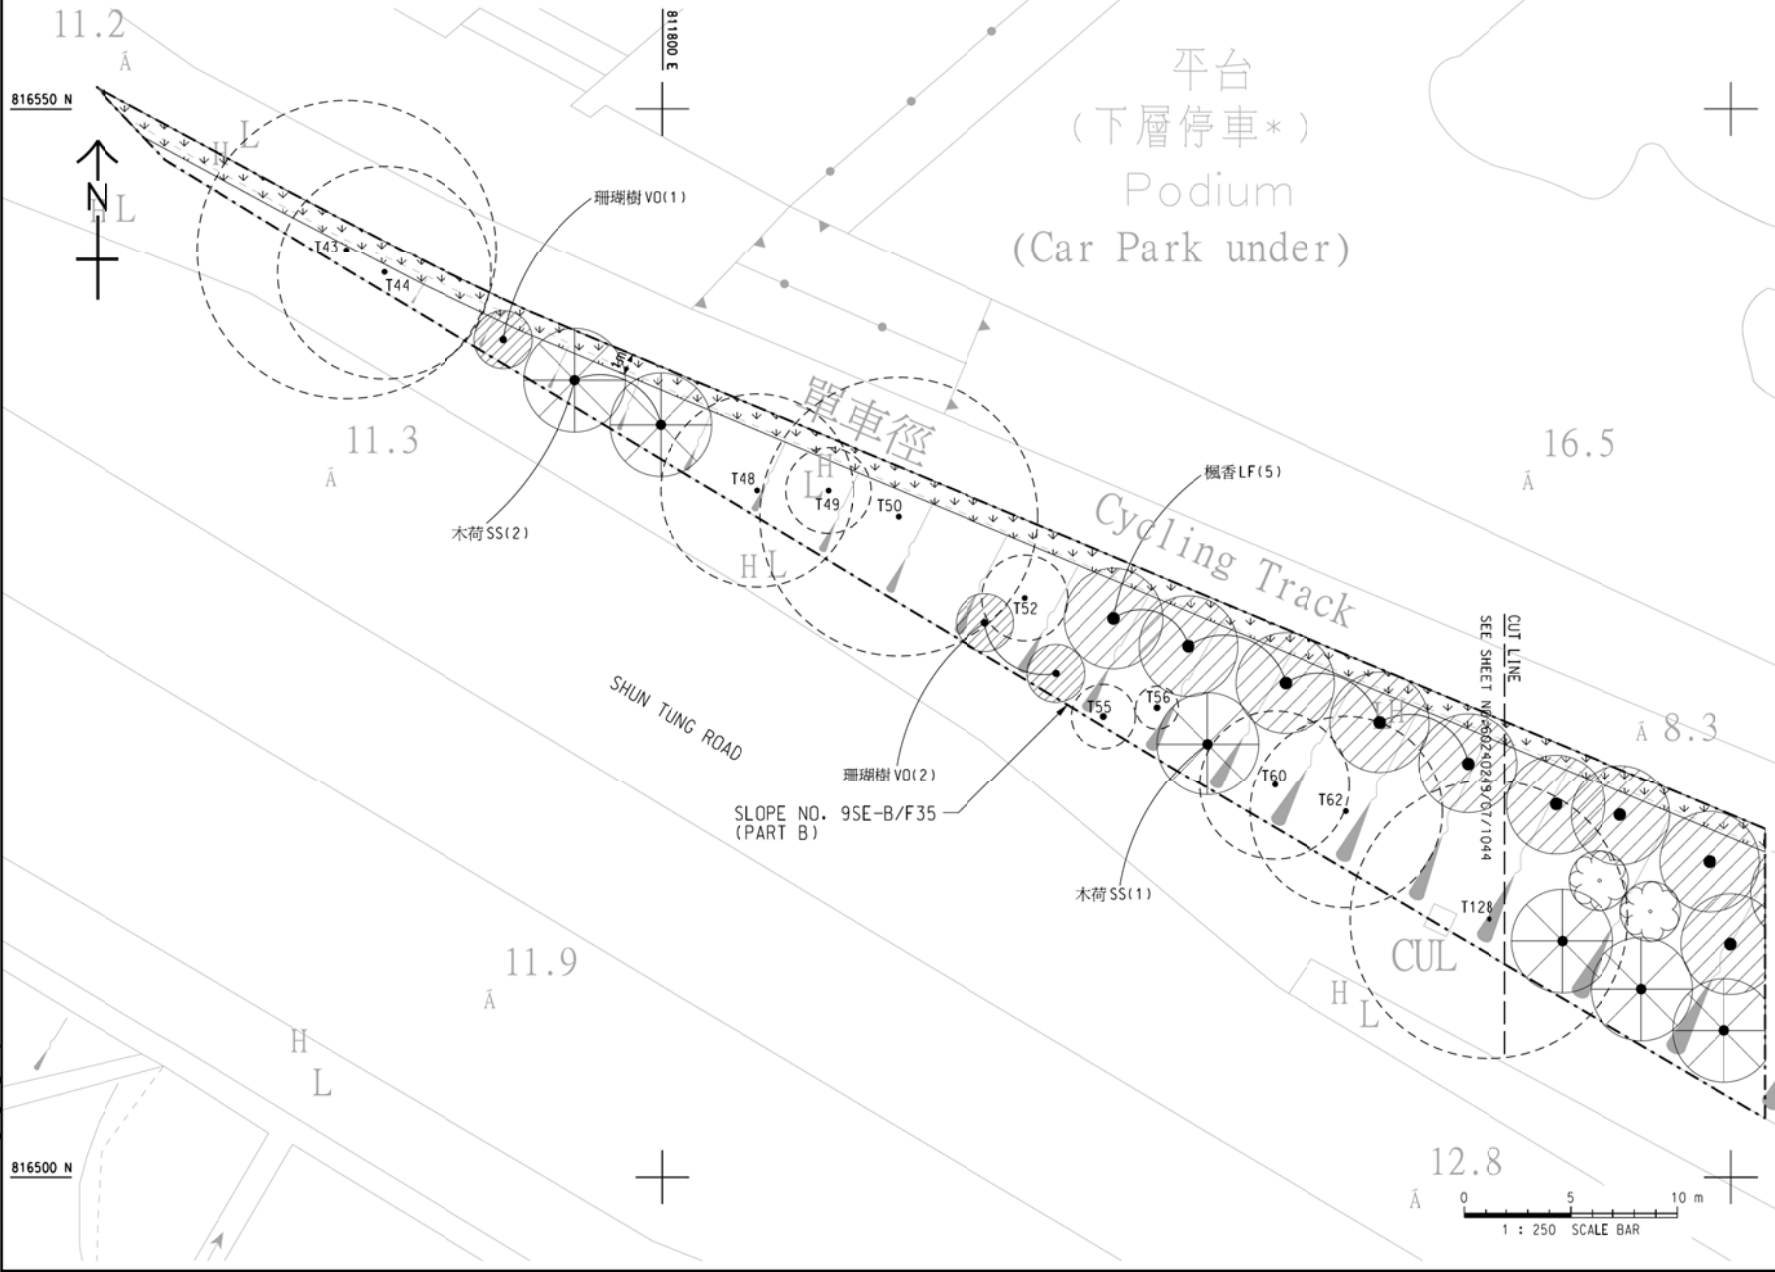 11.2
Á
816550 N
811800 E
平台
(下層停車*)
Podium
(Car Park under)
N
H
L
H L
珊瑚樹 VO(1)
T43
T44
11.3
Á
單車徑
16.5
Á
T48
H
L
T49
T50
楓香 LF(5)
Cycling Track
木荷 SS(2)
H L
T52
CUT LINE
SHUN TUNG ROAD
T55
T56
LH
Á 8.3
珊瑚樹 VO(2)
SLOPE NO. 9SE-B/F35
(PART B)
T60
T62
木荷 SS(1)
T128
CUL
11.9
Á
H
L
H
L
816500 N
12.8
Á
0 5 10 m
1 : 250 SCALE BAR